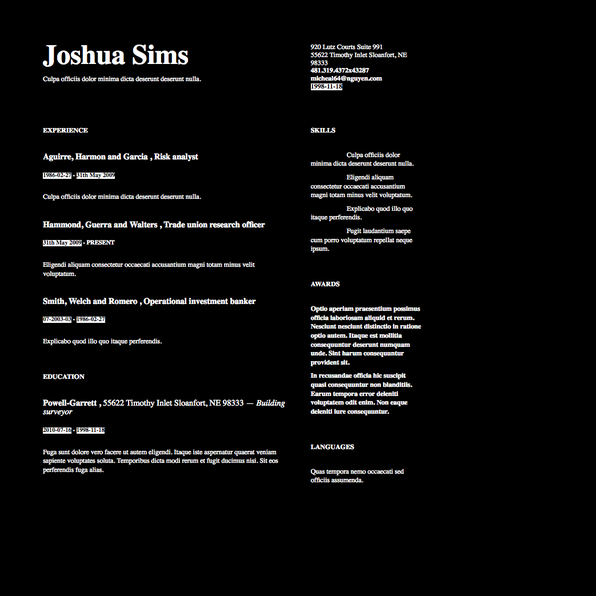 Joshua Sims
Culpa officiis dolor minima dicta deserunt deserunt nulla.
920 Lutz Courts Suite 991
55622 Timothy Inlet Sloanfort, NE
98333
481.319.4372x43287
micheal64@nguyen.com
1998-11-18
EXPERIENCE
Aguirre, Harmon and Garcia , Risk analyst
1986-02-27 - 31th May 2009
Culpa officiis dolor minima dicta deserunt deserunt nulla.
Hammond, Guerra and Walters , Trade union research officer
31th May 2009 - PRESENT
Eligendi aliquam consectetur occaecati accusantium magni totam minus velit
voluptatum.
Smith, Welch and Romero , Operational investment banker
07-2003-02 - 1986-02-27
Explicabo quod illo quo itaque perferendis.
EDUCATION
Powell-Garrett , 55622 Timothy Inlet Sloanfort, NE 98333 — Building
surveyor
2010-07-16 - 1998-11-18
Fuga sunt dolore vero facere ut autem eligendi. Itaque iste aspernatur quaerat veniam
sapiente voluptates soluta. Temporibus dicta modi rerum et fugit ducimus nisi. Sit eos
perferendis fuga alias.
SKILLS
Culpa officiis dolor
minima dicta deserunt deserunt nulla.
Eligendi aliquam
consectetur occaecati accusantium
magni totam minus velit voluptatum.
Explicabo quod illo quo
itaque perferendis.
Fugit laudantium saepe
cum porro voluptatum repellat neque
ipsum.
AWARDS
Optio aperiam praesentium possimus
officia laboriosam aliquid et rerum.
Nesciunt nesciunt distinctio in ratione
optio autem. Itaque est mollitia
consequuntur deserunt numquam
unde. Sint harum consequuntur
provident sit.
In recusandae officia hic suscipit
quasi consequuntur non blanditiis.
Earum tempora error deleniti
voluptatem odit enim. Non eaque
deleniti iure consequuntur.
LANGUAGES
Quas tempora nemo occaecati sed
officiis assumenda.